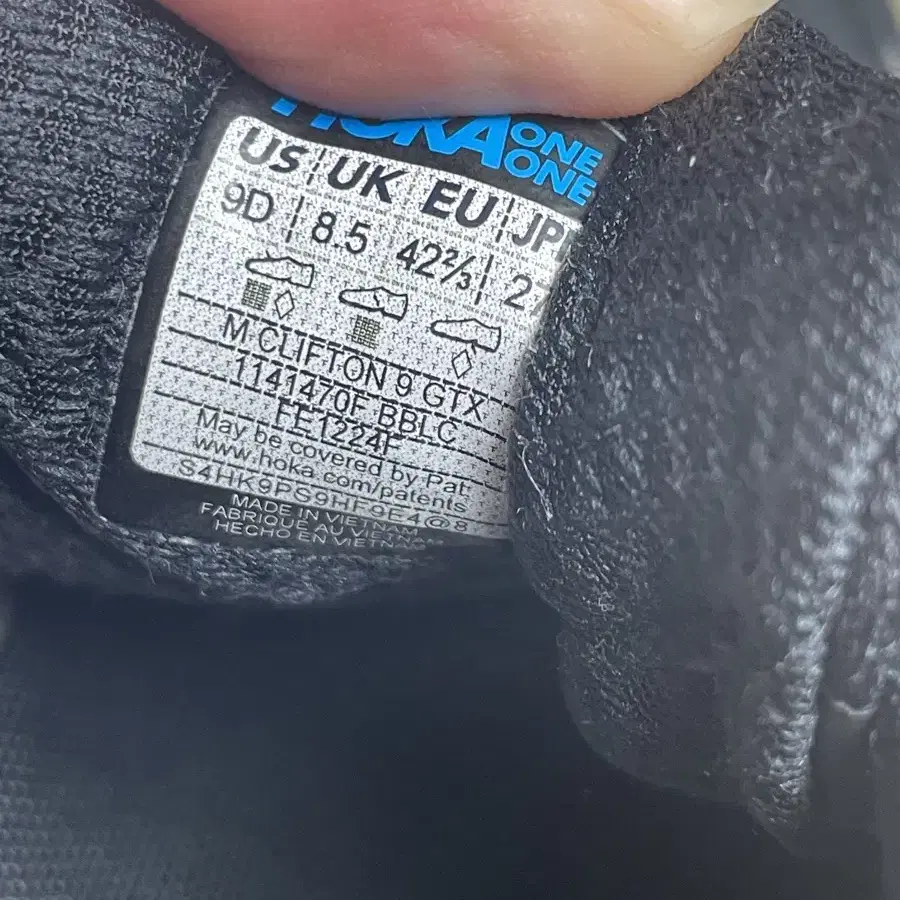 HOKA ONE ONE
US UK EU JP
9D 8.5 42⅔ 27
M CLIFTON 9 GTX
1141470F BBLC
FE1224F
May be covered by Pat
www.hoka.com/patents
S4HK9PS9HF9E4@8
MADE IN VIETNAM
FABRIQUE AU VIETNAM
HECHO EN VIETNAM